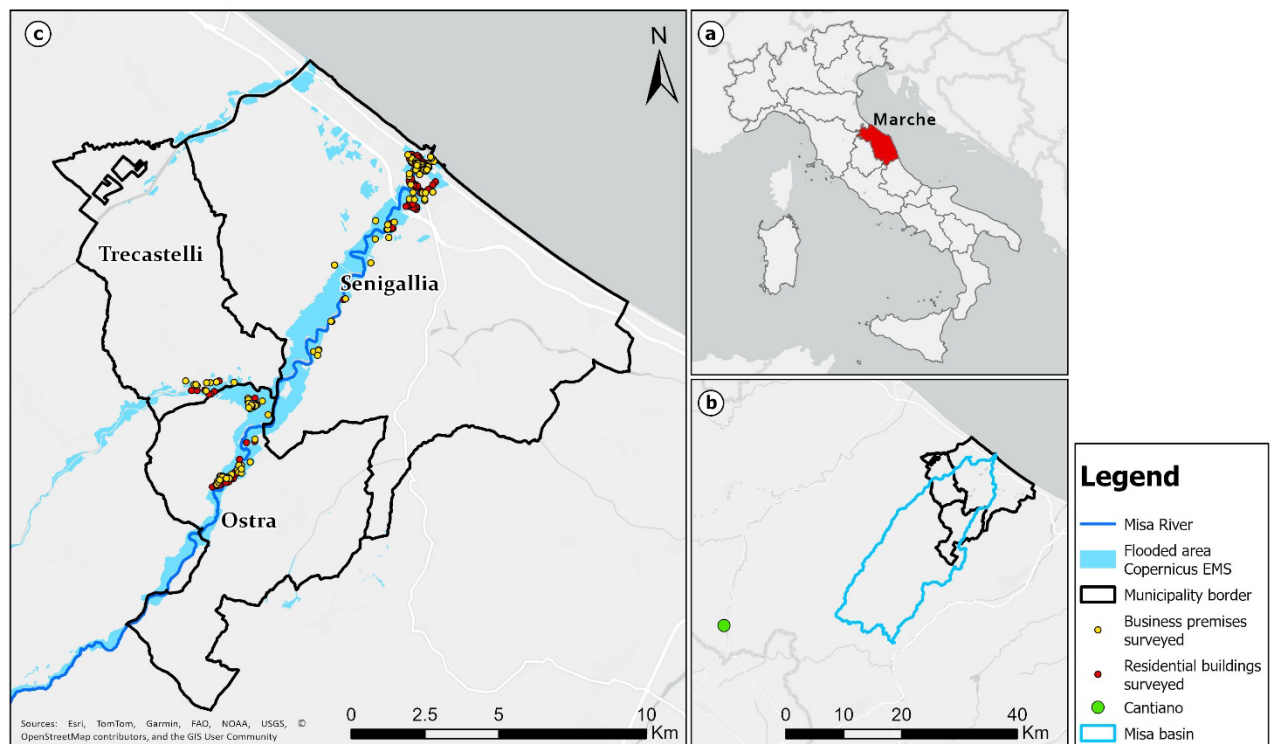 c
N
Trecastelli
Senigallia
Ostra
Sources: Esri, TomTom, Garmin, FAO, NOAA, USGS, ©
OpenStreetMap contributors, and the GIS User Community
0 2.5 5 10
Km
a
Marche
b
0 10 20 40
Km
Legend
Misa River
Flooded area
Copernicus EMS
Municipality border
Business premises
surveyed
Residential buildings
surveyed
Cantiano
Misa basin